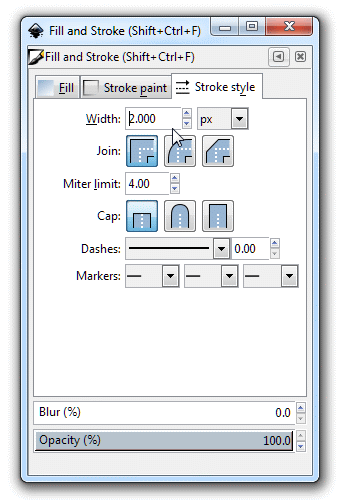 Fill and Stroke (Shift+Ctrl+F)
Fill and Stroke (Shift+Ctrl+F)
Fill Stroke paint Stroke style
Width: 2.000 px
Join:
Miter limit: 4.00
Cap:
Dashes: 0.00
Markers:
Blur (%) 0.0
Opacity (%) 100.0